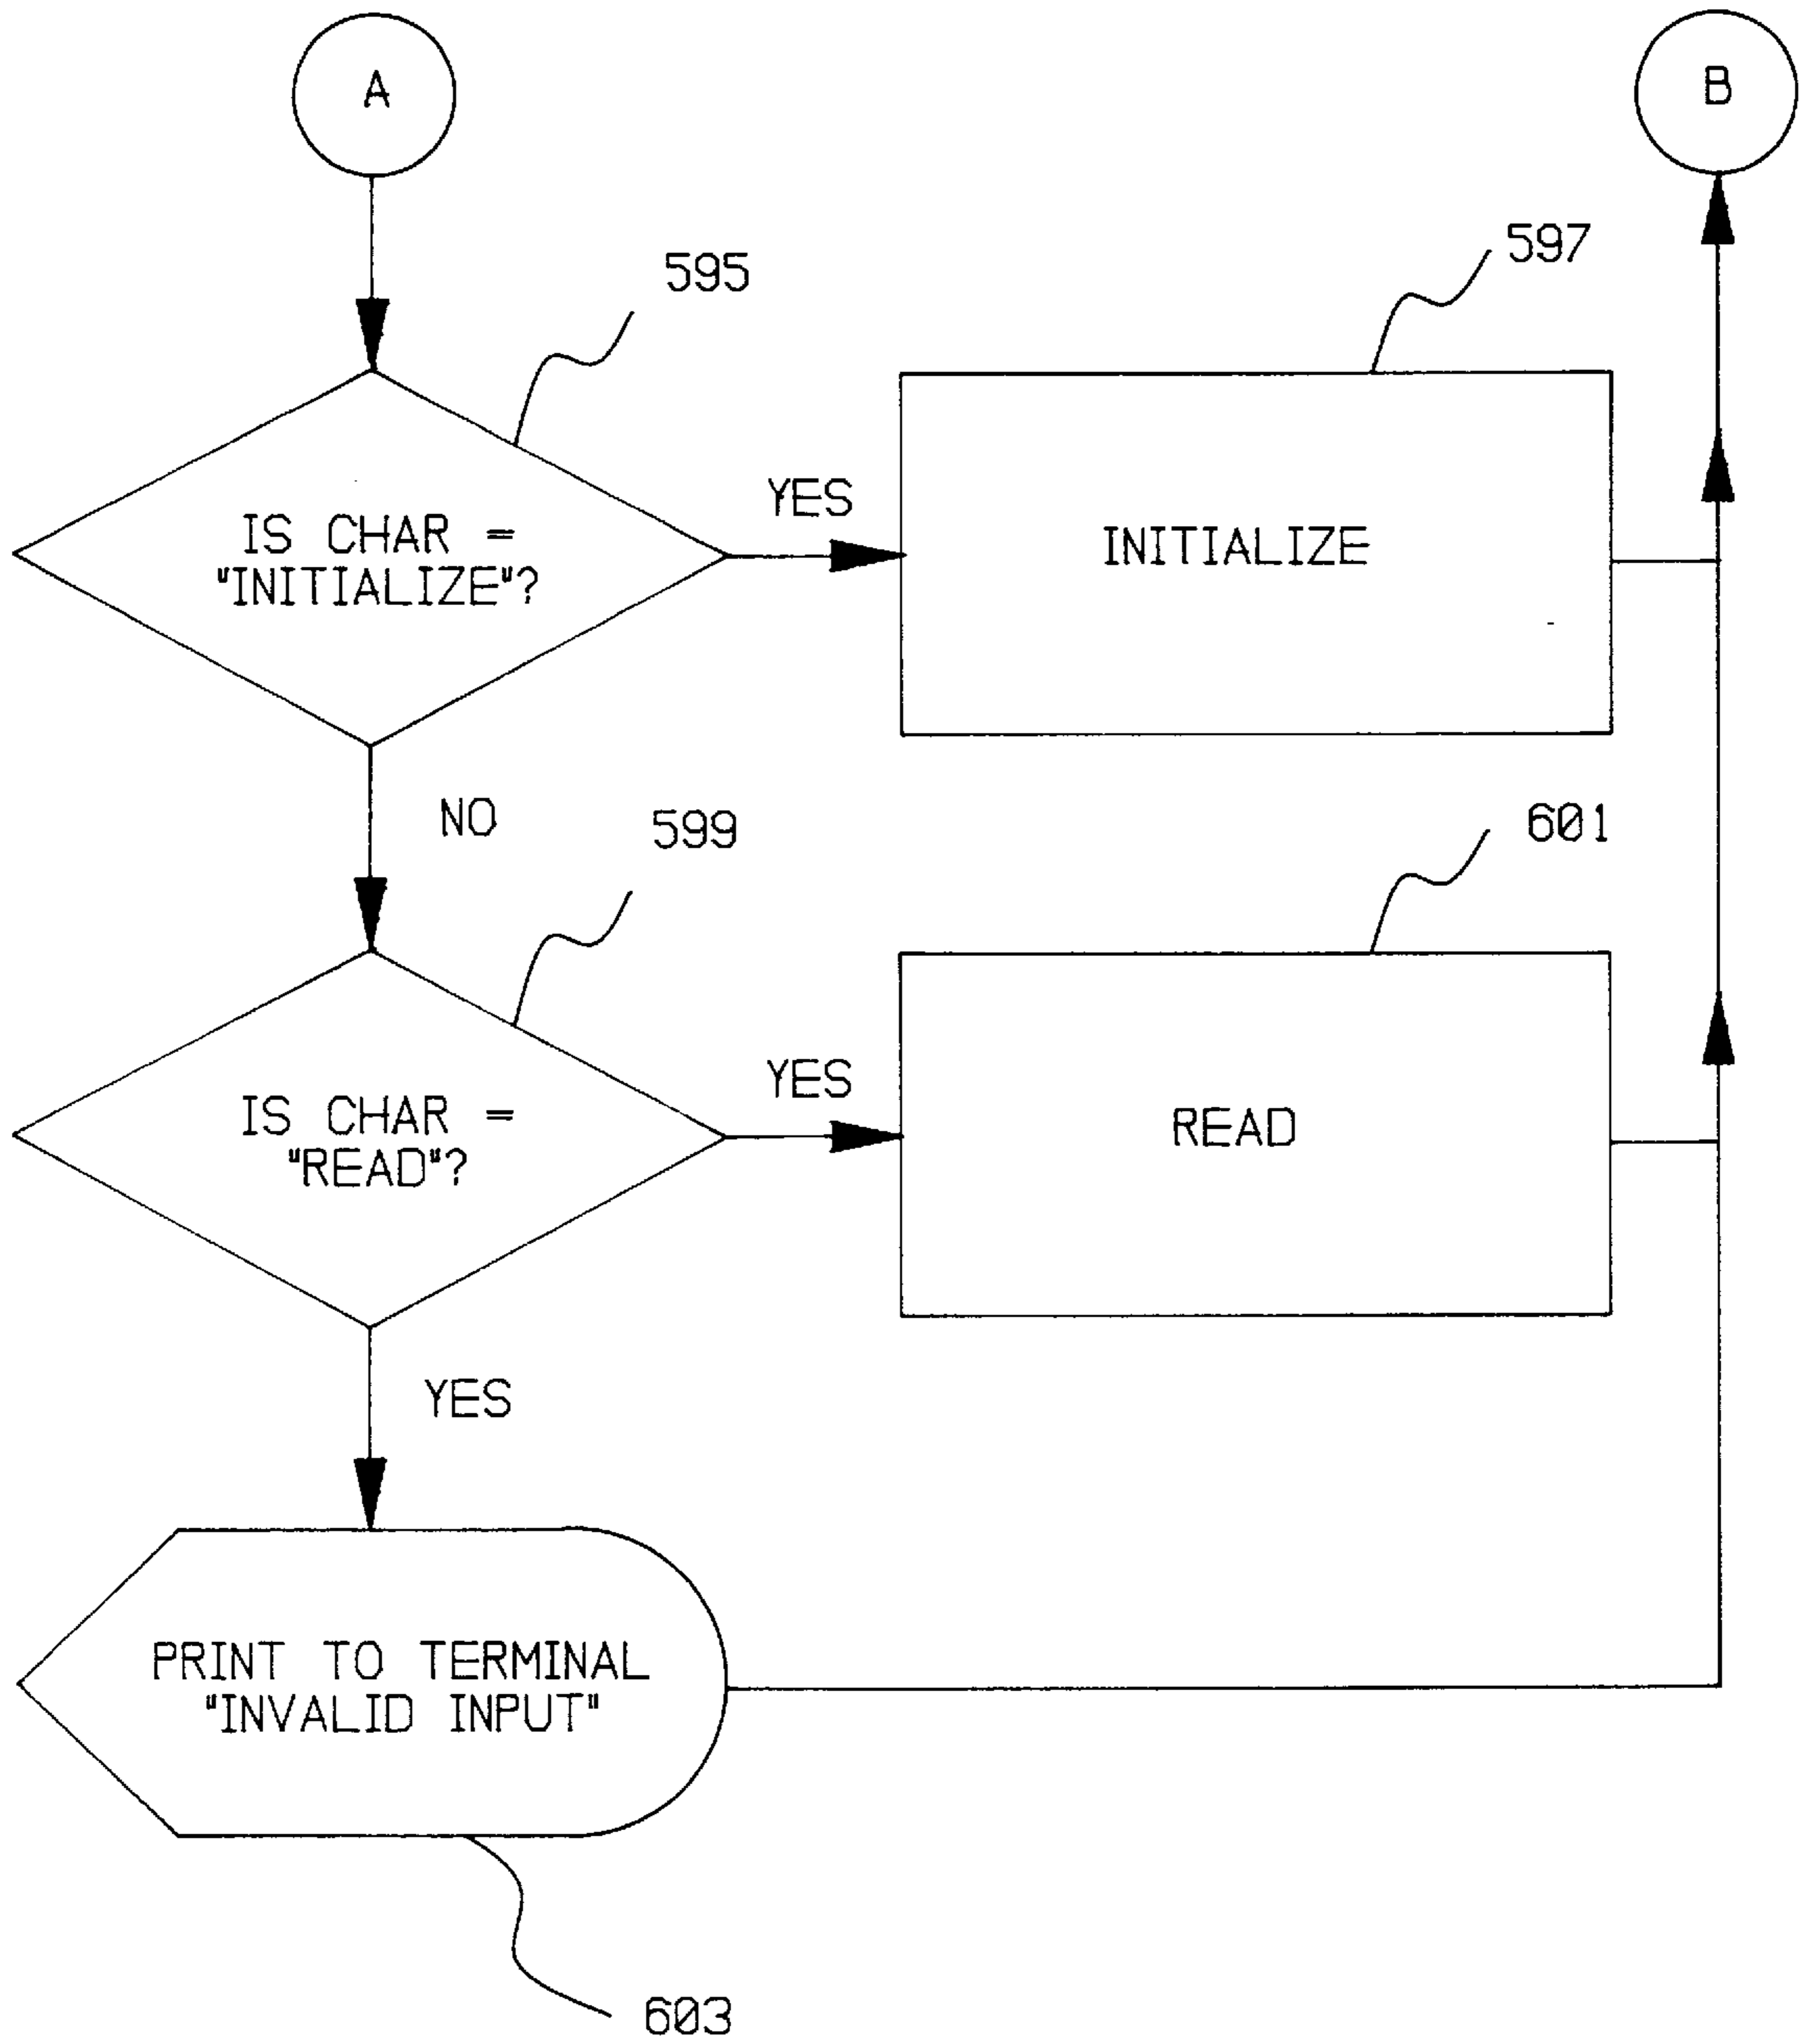 A
B
595
597
IS CHAR =
"INITIALIZE"?
YES
INITIALIZE
NO
599
601
IS CHAR =
"READ"?
YES
READ
YES
PRINT TO TERMINAL
"INVALID INPUT"
603